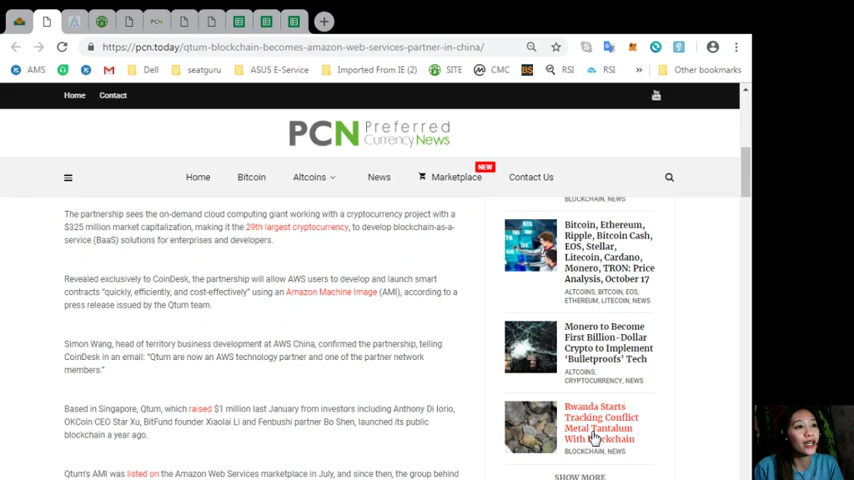 https://pcn.today/qtum-blockchain-becomes-amazon-web-services-partner-in-china/
AMS
Dell
seatguru
ASUS E-Service
Imported From IE (2)
SITE
CMC
RSI
RSI
»
Other bookmarks
Home
Contact
PCN Preferred
Currency News
NEW
Home
Bitcoin
Altcoins
News
Marketplace
Contact Us
The partnership sees the on-demand cloud computing giant working with a cryptocurrency project with a
$325 million market capitalization, making it the 29th largest cryptocurrency, to develop blockchain-as-a-
service (BaaS) solutions for enterprises and developers.
Revealed exclusively to CoinDesk, the partnership will allow AWS users to develop and launch smart
contracts "quickly, efficiently, and cost-effectively" using an Amazon Machine Image (AMI), according to a
press release issued by the Qtum team.
Simon Wang, head of territory business development at AWS China, confirmed the partnership, telling
CoinDesk in an email: "Qtum are now an AWS technology partner and one of the partner network
members."
Based in Singapore, Qtum, which raised $1 million last January from investors including Anthony Di Iorio,
OKCoin CEO Star Xu, BitFund founder Xiaolai Li and Fenbushi partner Bo Shen, launched its public
blockchain a year ago.
Qtum's AMI was listed on the Amazon Web Services marketplace in July, and since then, the group behind
BLOCKCHAIN, NEWS
Bitcoin, Ethereum,
Ripple, Bitcoin Cash,
EOS, Stellar,
Litecoin, Cardano,
Monero, TRON: Price
Analysis, October 17
ALTCOINS, BITCOIN, EOS,
ETHEREUM, LITECOIN, NEWS
Monero to Become
First Billion-Dollar
Crypto to Implement
'Bulletproofs' Tech
ALTCOINS,
CRYPTOCURRENCY, NEWS
Rwanda Starts
Tracking Conflict
Metal Tantalum
With Blockchain
BLOCKCHAIN, NEWS
SHOW MORE